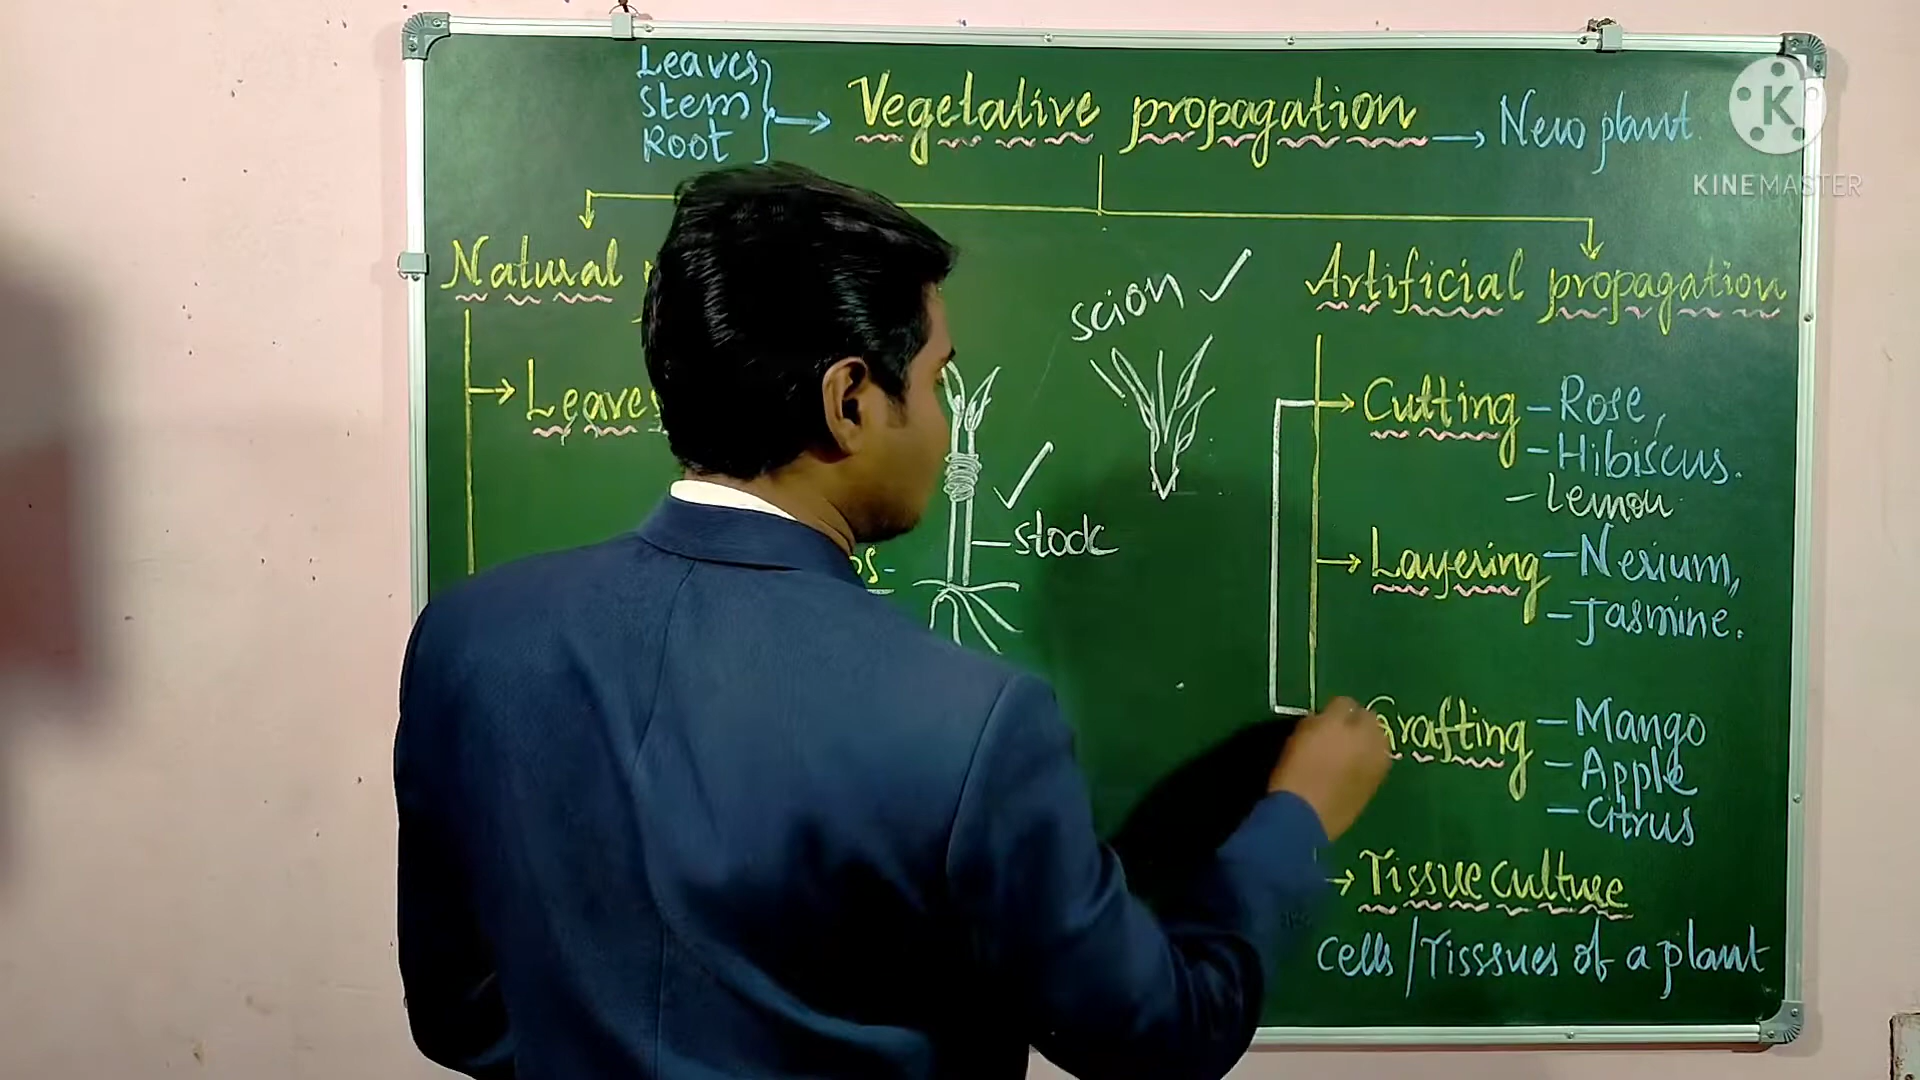 Leaves
Stem
Root
Vegetative propagation
New plant
KINEMASTER
Natural
Artificial propagation
scion
Leaves
Cutting - Rose,
- Hibiscus.
- Lemon
stock
Layering - Nerium,
- Jasmine.
Grafting - Mango
- Apple
- Citrus
Tissue culture
Cells / Tisssues of a plant